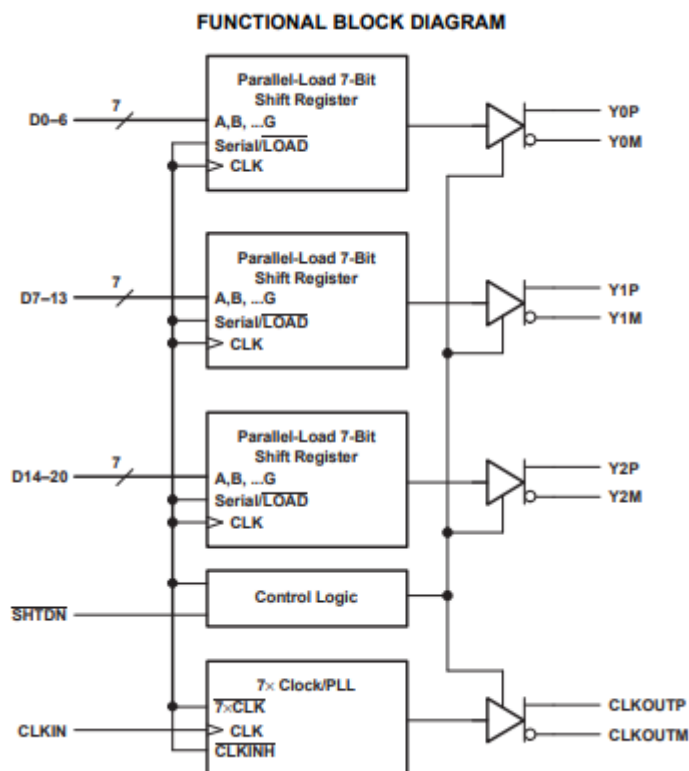 FUNCTIONAL BLOCK DIAGRAM
Parallel-Load 7-Bit
Shift Register
7
D0–6
A,B, ...G
Serial/LOAD
CLK
Y0P
Y0M
Parallel-Load 7-Bit
Shift Register
7
D7–13
A,B, ...G
Serial/LOAD
CLK
Y1P
Y1M
Parallel-Load 7-Bit
Shift Register
7
D14–20
A,B, ...G
Serial/LOAD
CLK
Y2P
Y2M
SHTDN
Control Logic
7× Clock/PLL
7×CLK
CLKIN
CLK
CLKINH
CLKOUTP
CLKOUTM